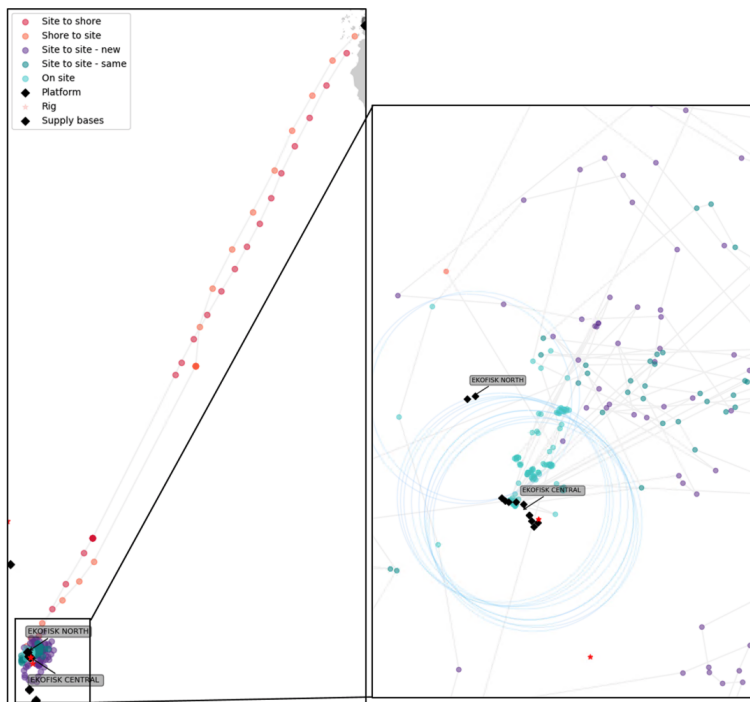 Site to shore
Shore to site
Site to site - new
Site to site - same
On site
Platform
Rig
Supply bases
EKOFISK NORTH
EKOFISK CENTRAL
EKOFISK NORTH
EKOFISK CENTRAL